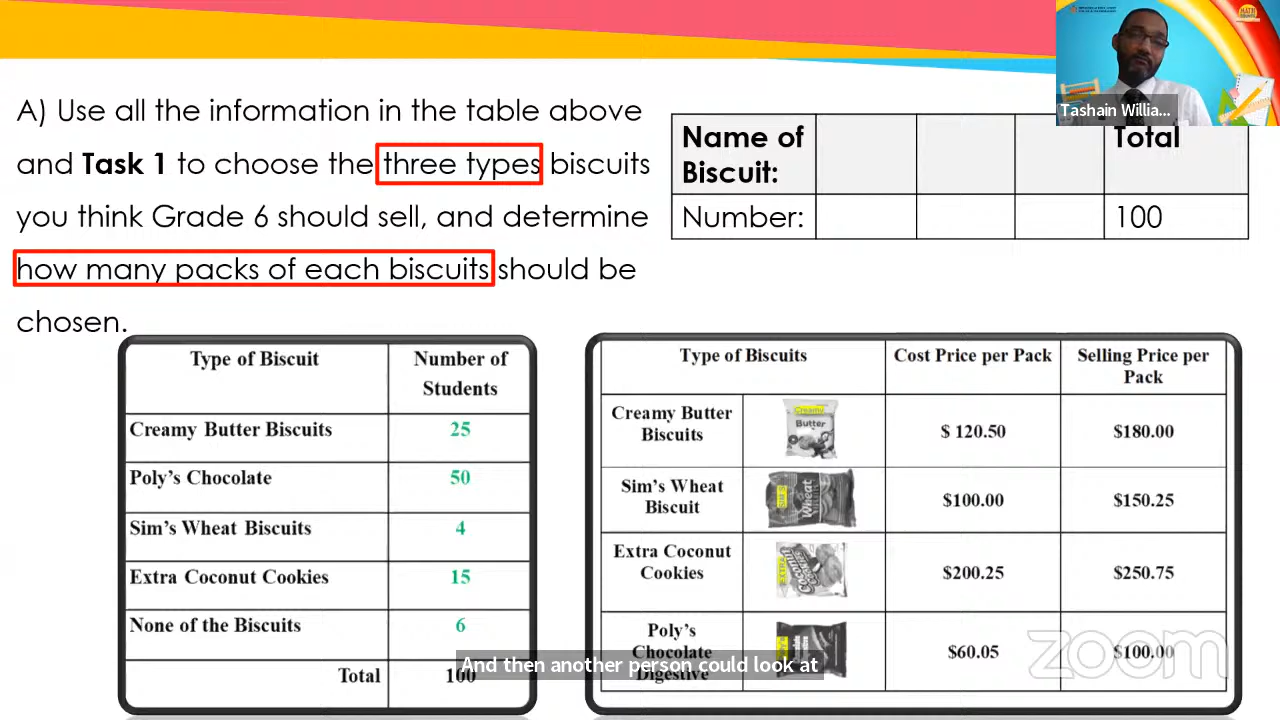 A) Use all the information in the table above
and Task 1 to choose the three types biscuits
you think Grade 6 should sell, and determine
how many packs of each biscuits should be
chosen.
Tashain Willia...
Name of Biscuit: Total
Number: 100
Type of Biscuit Number of Students
Creamy Butter Biscuits 25
Poly's Chocolate 50
Sim's Wheat Biscuits 4
Extra Coconut Cookies 15
None of the Biscuits 6
Total 100
Type of Biscuits Cost Price per Pack Selling Price per Pack
Creamy Butter Biscuits Creamy Butter $ 120.50 $180.00
Sim's Wheat Biscuit Wheat $100.00 $150.25
Extra Coconut Cookies Coconut $200.25 $250.75
Poly's Chocolate Digestive $60.05 $100.00
zoom
And then another person could look at